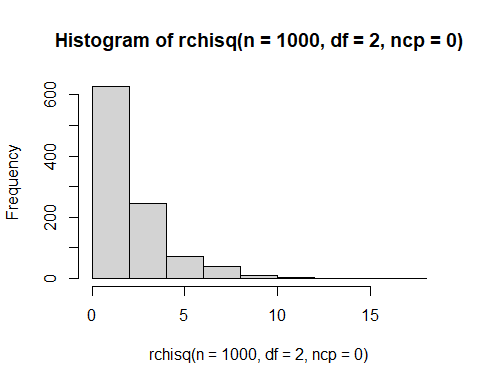 Histogram of rchisq(n = 1000, df = 2, ncp = 0)
Frequency
600
400
200
0
0 5 10 15
rchisq(n = 1000, df = 2, ncp = 0)